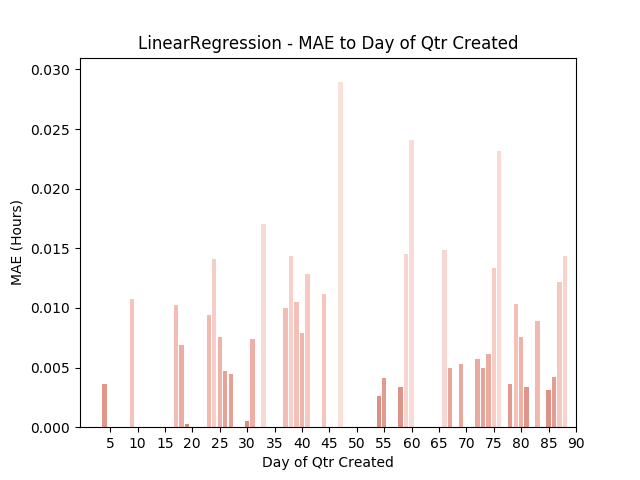 LinearRegression - MAE to Day of Qtr Created
MAE (Hours)
0.030
0.025
0.020
0.015
0.010
0.005
0.000
5 10 15 20 25 30 35 40 45 50 55 60 65 70 75 80 85 90
Day of Qtr Created